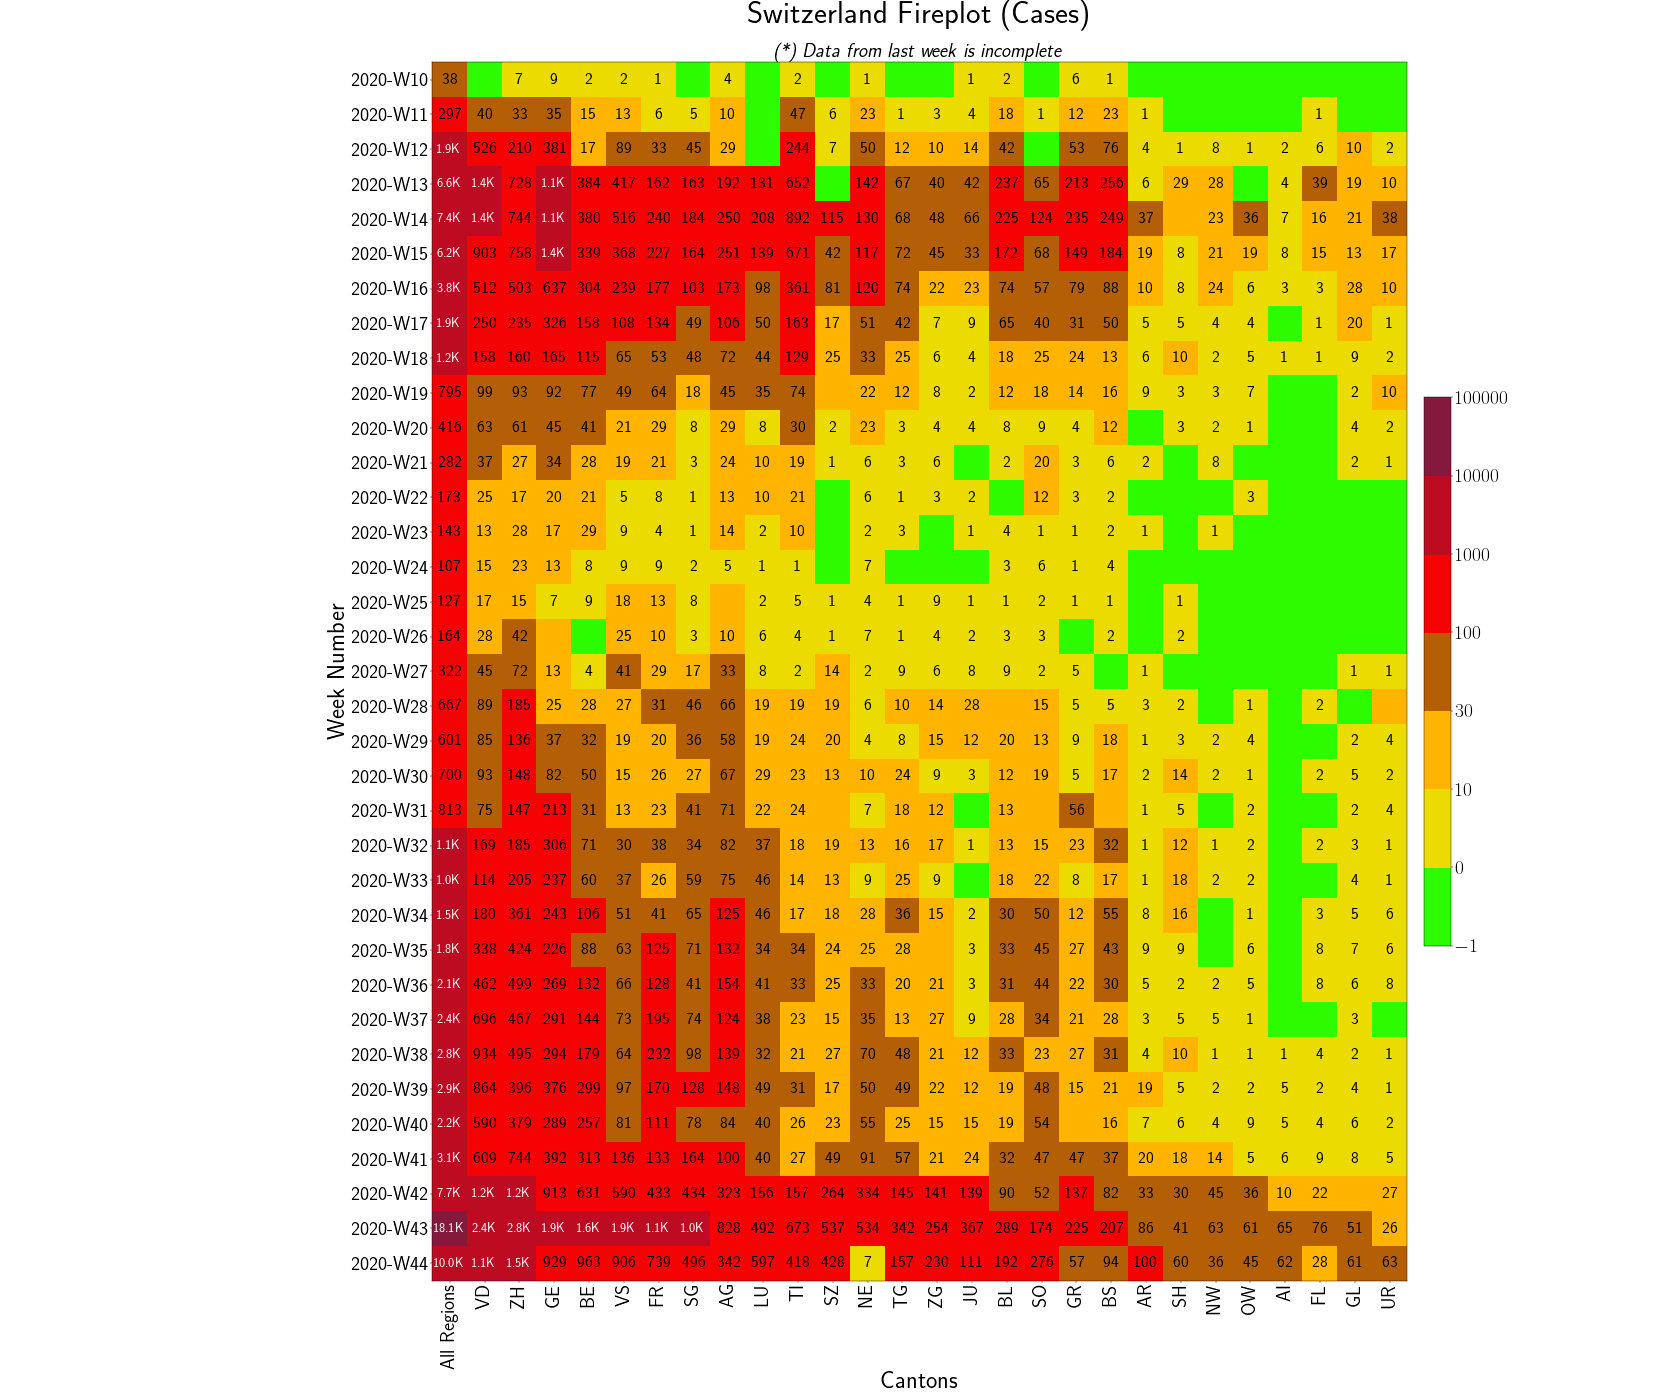 Switzerland Fireplot (Cases)
(*) Data from last week is incomplete
2020-W10 38 7 9 2 2 1 4 2 1 1 2 6 1
2020-W11 297 40 33 35 15 13 6 5 10 47 6 23 1 3 4 18 1 12 23 1 1
2020-W12 1.9K 526 210 381 17 89 33 45 29 244 7 50 12 10 14 42 53 76 4 1 8 1 2 6 10 2
2020-W13 6.6K 1.4K 728 1.1K 384 417 162 163 192 131 652 142 67 40 42 237 65 213 256 6 29 28 4 39 19 10
2020-W14 7.4K 1.4K 744 1.1K 380 516 240 184 250 208 892 115 130 68 48 66 225 124 235 249 37 23 36 7 16 21 38
2020-W15 6.2K 903 758 1.4K 339 368 227 164 251 139 671 42 117 72 45 33 172 68 149 184 19 8 21 19 8 15 13 17
2020-W16 3.8K 512 503 637 304 239 177 103 173 98 361 81 120 74 22 23 74 57 79 88 10 8 24 6 3 3 28 10
2020-W17 1.9K 250 235 326 158 108 134 49 106 50 163 17 51 42 7 9 65 40 31 50 5 5 4 4 1 20 1
2020-W18 1.2K 158 160 165 115 65 53 48 72 44 129 25 33 25 6 4 18 25 24 13 6 10 2 5 1 1 9 2
2020-W19 795 99 93 92 77 49 64 18 45 35 74 22 12 8 2 12 18 14 16 9 3 3 7 2 10
2020-W20 416 63 61 45 41 21 29 8 29 8 30 2 23 3 4 4 8 9 4 12 3 2 1 4 2
2020-W21 282 37 27 34 28 19 21 3 24 10 19 1 6 3 6 2 20 3 6 2 8 2 1
2020-W22 173 25 17 20 21 5 8 1 13 10 21 6 1 3 2 12 3 2 3
2020-W23 143 13 28 17 29 9 4 1 14 2 10 2 3 1 4 1 1 2 1 1
2020-W24 107 15 23 13 8 9 9 2 5 1 1 7 3 6 1 4
2020-W25 127 17 15 7 9 18 13 8 2 5 1 4 1 9 1 1 2 1 1 1
2020-W26 164 28 42 25 10 3 10 6 4 1 7 1 4 2 3 3 2 2
2020-W27 322 45 72 13 4 41 29 17 33 8 2 14 2 9 6 8 9 2 5 1 1 1
2020-W28 667 89 185 25 28 27 31 46 66 19 19 19 6 10 14 28 15 5 5 3 2 1 2
2020-W29 601 85 136 37 32 19 20 36 58 19 24 20 4 8 15 12 20 13 9 18 1 3 2 4 2 4
2020-W30 700 93 148 82 50 15 26 27 67 29 23 13 10 24 9 3 12 19 5 17 2 14 2 1 2 5 2
2020-W31 813 75 147 213 31 13 23 41 71 22 24 7 18 12 13 56 1 5 2 2 4
2020-W32 1.1K 169 185 306 71 30 38 34 82 37 18 19 13 16 17 1 13 15 23 32 1 12 1 2 2 3 1
2020-W33 1.0K 114 205 237 60 37 26 59 75 46 14 13 9 25 9 18 22 8 17 1 18 2 2 4 1
2020-W34 1.5K 180 361 243 106 51 41 65 125 46 17 18 28 36 15 2 30 50 12 55 8 16 1 3 5 6
2020-W35 1.8K 338 424 226 88 63 125 71 132 34 34 24 25 28 3 33 45 27 43 9 9 6 8 7 6
2020-W36 2.1K 462 499 269 132 66 128 41 154 41 33 25 33 20 21 3 31 44 22 30 5 2 2 5 8 6 8
2020-W37 2.4K 696 467 291 144 73 195 74 124 38 23 15 35 13 27 9 28 34 21 28 3 5 5 1 3
2020-W38 2.8K 934 495 294 179 64 232 98 139 32 21 27 70 48 21 12 33 23 27 31 4 10 1 1 1 4 2 1
2020-W39 2.9K 864 396 376 299 97 170 128 148 49 31 17 50 49 22 12 19 48 15 21 19 5 2 2 5 2 4 1
2020-W40 2.2K 590 379 289 257 81 111 78 84 40 26 23 55 25 15 15 19 54 16 7 6 4 9 5 4 6 2
2020-W41 3.1K 609 744 392 313 136 133 164 100 40 27 49 91 57 21 24 32 47 47 37 20 18 14 5 6 9 8 5
2020-W42 7.7K 1.2K 1.2K 913 631 590 433 434 323 156 157 264 334 145 141 139 90 52 137 82 33 30 45 36 10 22 27
2020-W43 18.1K 2.4K 2.8K 1.9K 1.6K 1.9K 1.1K 1.0K 828 492 673 537 534 342 254 367 289 174 225 207 86 41 63 61 65 76 51 26
2020-W44 10.0K 1.1K 1.5K 929 963 906 739 496 342 597 418 428 7 157 230 111 192 276 57 94 100 60 36 45 62 28 61 63
All Regions VD ZH GE BE VS FR SG AG LU TI SZ NE TG ZG JU BL SO GR BS AR SH NW OW AI FL GL UR
Cantons
Week Number
100000
10000
1000
100
30
10
0
−1